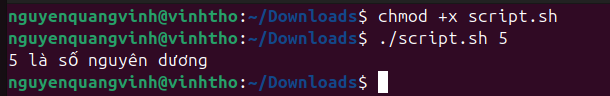 nguyenquangvinh@vinhtho:~/Downloads$ chmod +x script.sh
nguyenquangvinh@vinhtho:~/Downloads$ ./script.sh 5
5 là số nguyên dương
nguyenquangvinh@vinhtho:~/Downloads$